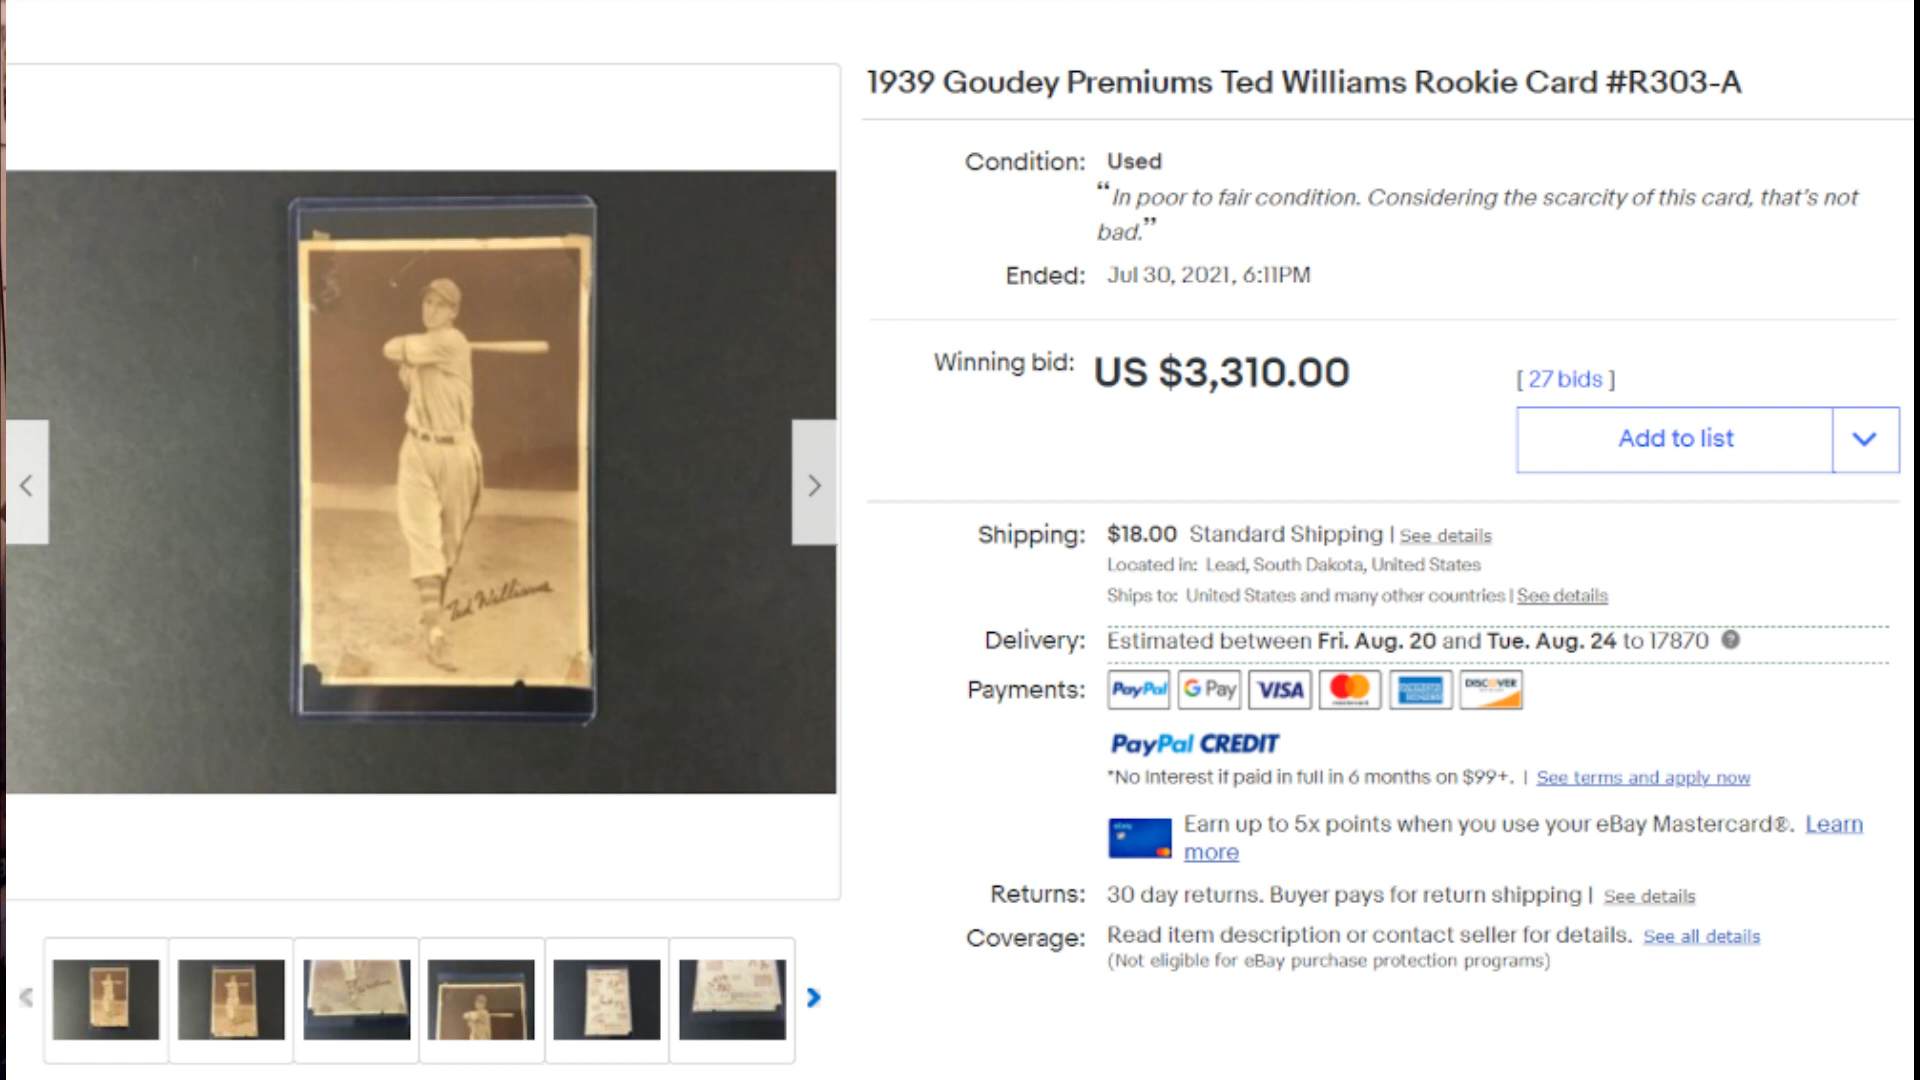 1939 Goudey Premiums Ted Williams Rookie Card #R303-A
Condition: Used
“In poor to fair condition. Considering the scarcity of this card, that's not
bad.”
Ended: Jul 30, 2021, 6:11PM
Winning bid: US $3,310.00
[ 27 bids ]
Add to list
Ted Williams
Shipping: $18.00 Standard Shipping | See details
Located in: Lead, South Dakota, United States
Ships to: United States and many other countries | See details
Delivery: Estimated between Fri. Aug. 20 and Tue. Aug. 24 to 17870
Payments: PayPal G Pay VISA mastercard AMERICAN EXPRESS DISCOVER
PayPal CREDIT
*No Interest if paid in full in 6 months on $99+. | See terms and apply now
ebay
Earn up to 5x points when you use your eBay Mastercard®. Learn
more
Returns: 30 day returns. Buyer pays for return shipping | See details
Coverage: Read item description or contact seller for details. See all details
(Not eligible for eBay purchase protection programs)